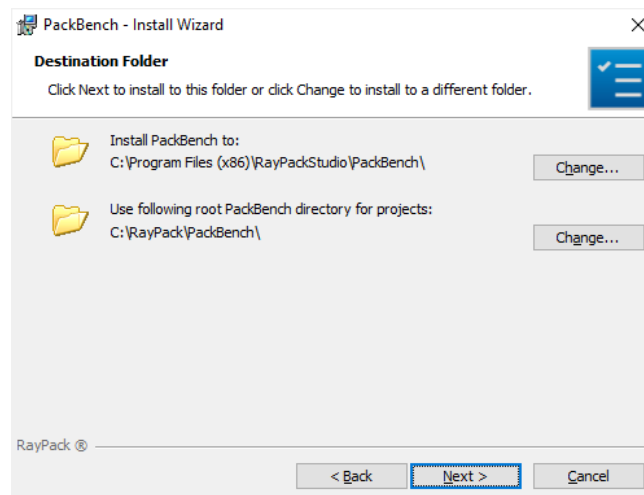 PackBench - Install Wizard
Destination Folder
Click Next to install to this folder or click Change to install to a different folder.
Install PackBench to:
C:\Program Files (x86)\RayPackStudio\PackBench\
Change...
Use following root PackBench directory for projects:
C:\RayPack\PackBench\
Change...
RayPack ®
< Back Next > Cancel